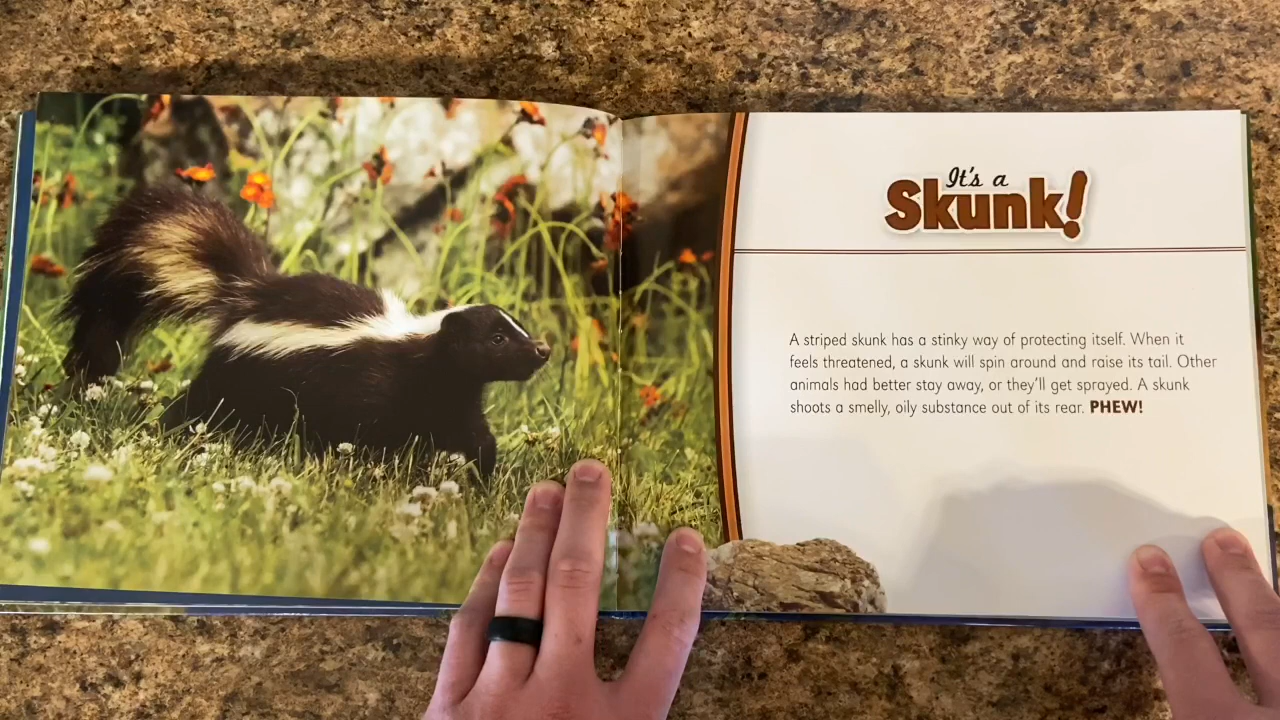 It's a
Skunk!
A striped skunk has a stinky way of protecting itself. When it
feels threatened, a skunk will spin around and raise its tail. Other
animals had better stay away, or they'll get sprayed. A skunk
shoots a smelly, oily substance out of its rear. PHEW!